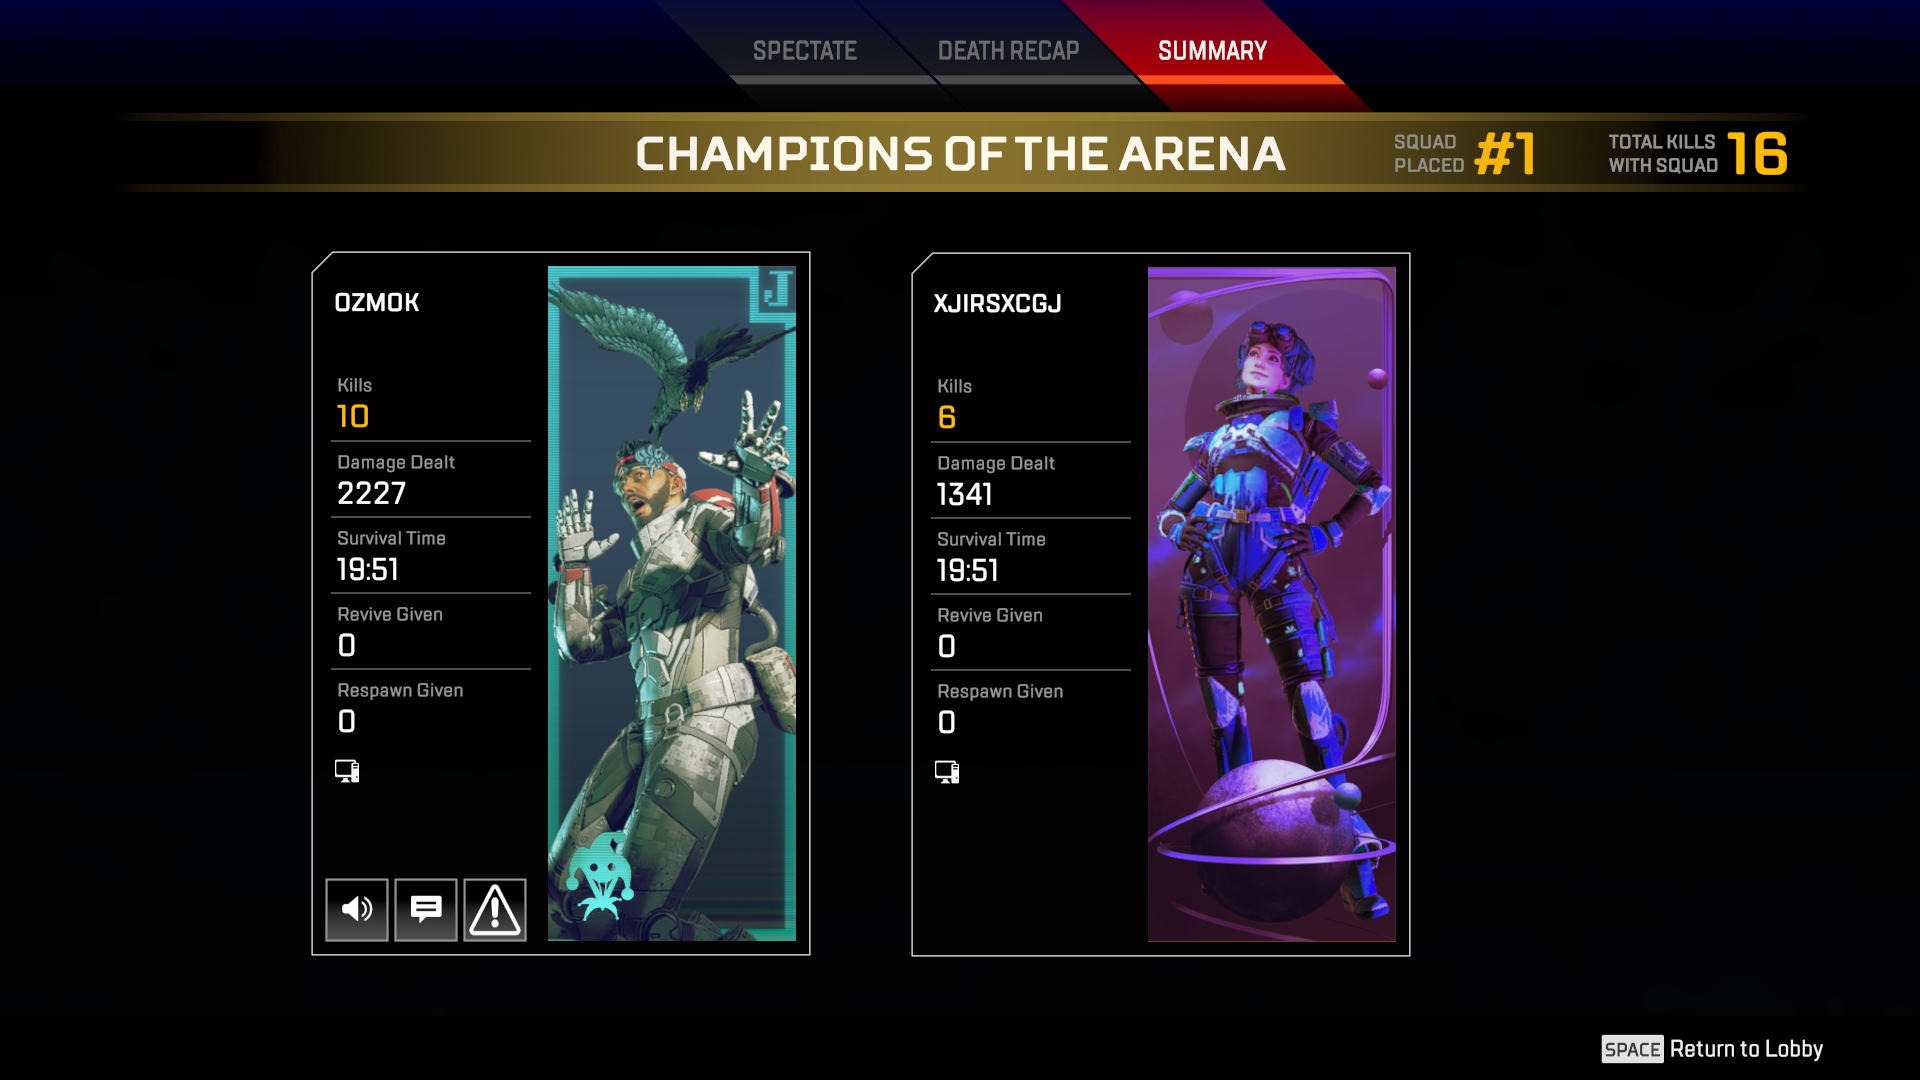 SPECTATE
DEATH RECAP
SUMMARY
CHAMPIONS OF THE ARENA
SQUAD
PLACED
#1
TOTAL KILLS
WITH SQUAD
16
OZMOK
Kills
10
Damage Dealt
2227
Survival Time
19:51
Revive Given
0
Respawn Given
0
J
XJIRSXCGJ
Kills
6
Damage Dealt
1341
Survival Time
19:51
Revive Given
0
Respawn Given
0
SPACE Return to Lobby